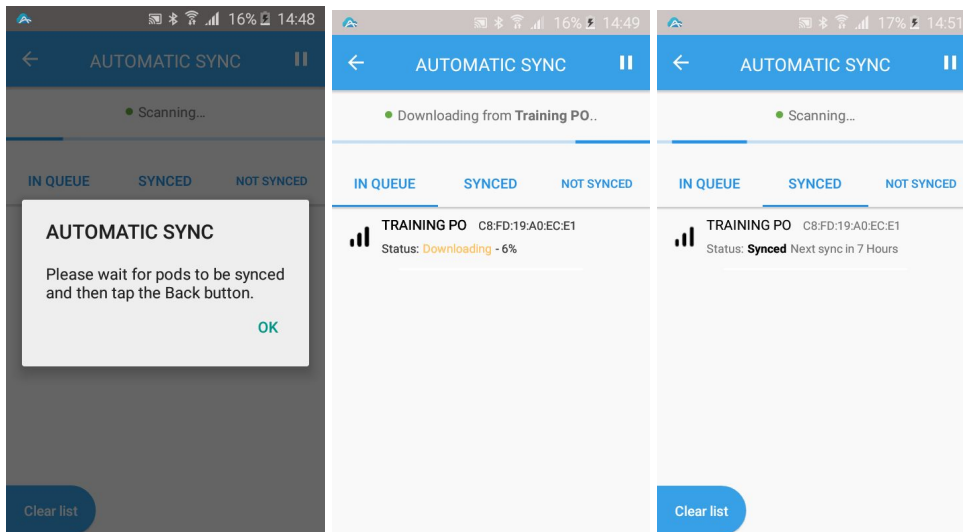 16% 14:48
AUTOMATIC SYNC
Scanning...
IN QUEUE SYNCED NOT SYNCED
AUTOMATIC SYNC
Please wait for pods to be synced
and then tap the Back button.
OK
Clear list
16% 14:49
AUTOMATIC SYNC
Downloading from Training PO..
IN QUEUE SYNCED NOT SYNCED
TRAINING PO C8:FD:19:A0:EC:E1
Status: Downloading - 6%
17% 14:51
AUTOMATIC SYNC
Scanning...
IN QUEUE SYNCED NOT SYNCED
TRAINING PO C8:FD:19:A0:EC:E1
Status: Synced Next sync in 7 Hours
Clear list